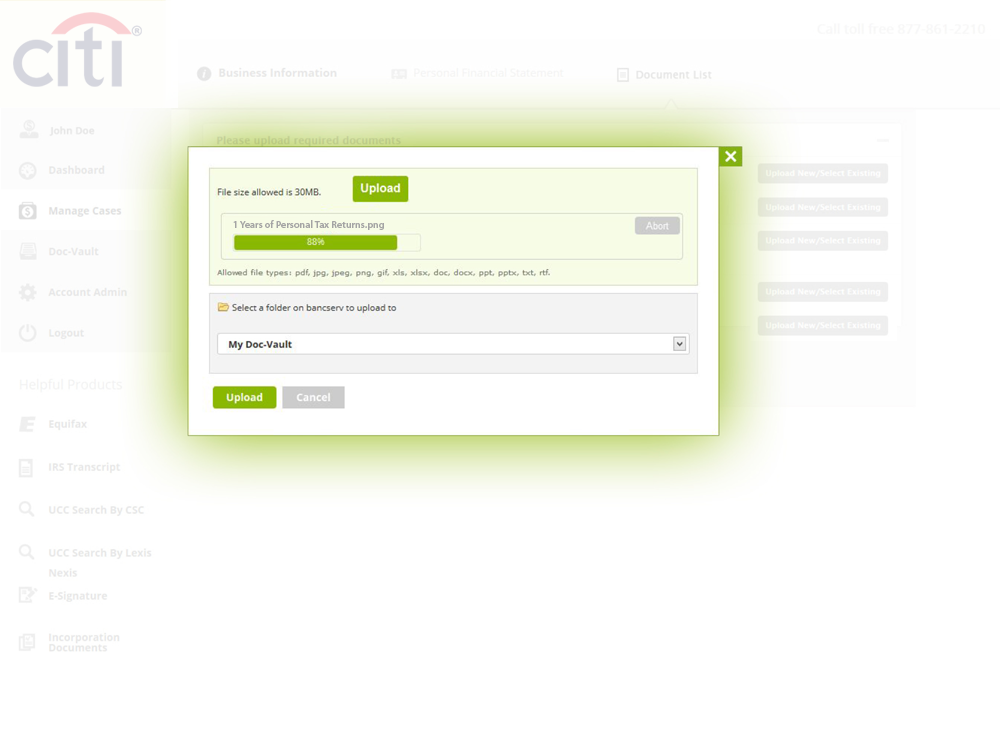 citi®
Call toll free 877-861-2210
Business Information
Personal Financial Statement
Document List
John Doe
Dashboard
Manage Cases
Doc-Vault
Account Admin
Logout
Helpful Products
Equifax
IRS Transcript
UCC Search By CSC
UCC Search By Lexis
Nexis
E-Signature
Incorporation
Documents
Please upload required documents
File size allowed is 30MB.
Upload
1 Years of Personal Tax Returns.png
Abort
88%
Allowed file types: pdf, jpg, jpeg, png, gif, xls, xlsx, doc, docx, ppt, pptx, txt, rtf.
Select a folder on bancserv to upload to
My Doc-Vault
Upload
Cancel
Upload New/Select Existing
Upload New/Select Existing
Upload New/Select Existing
Upload New/Select Existing
Upload New/Select Existing